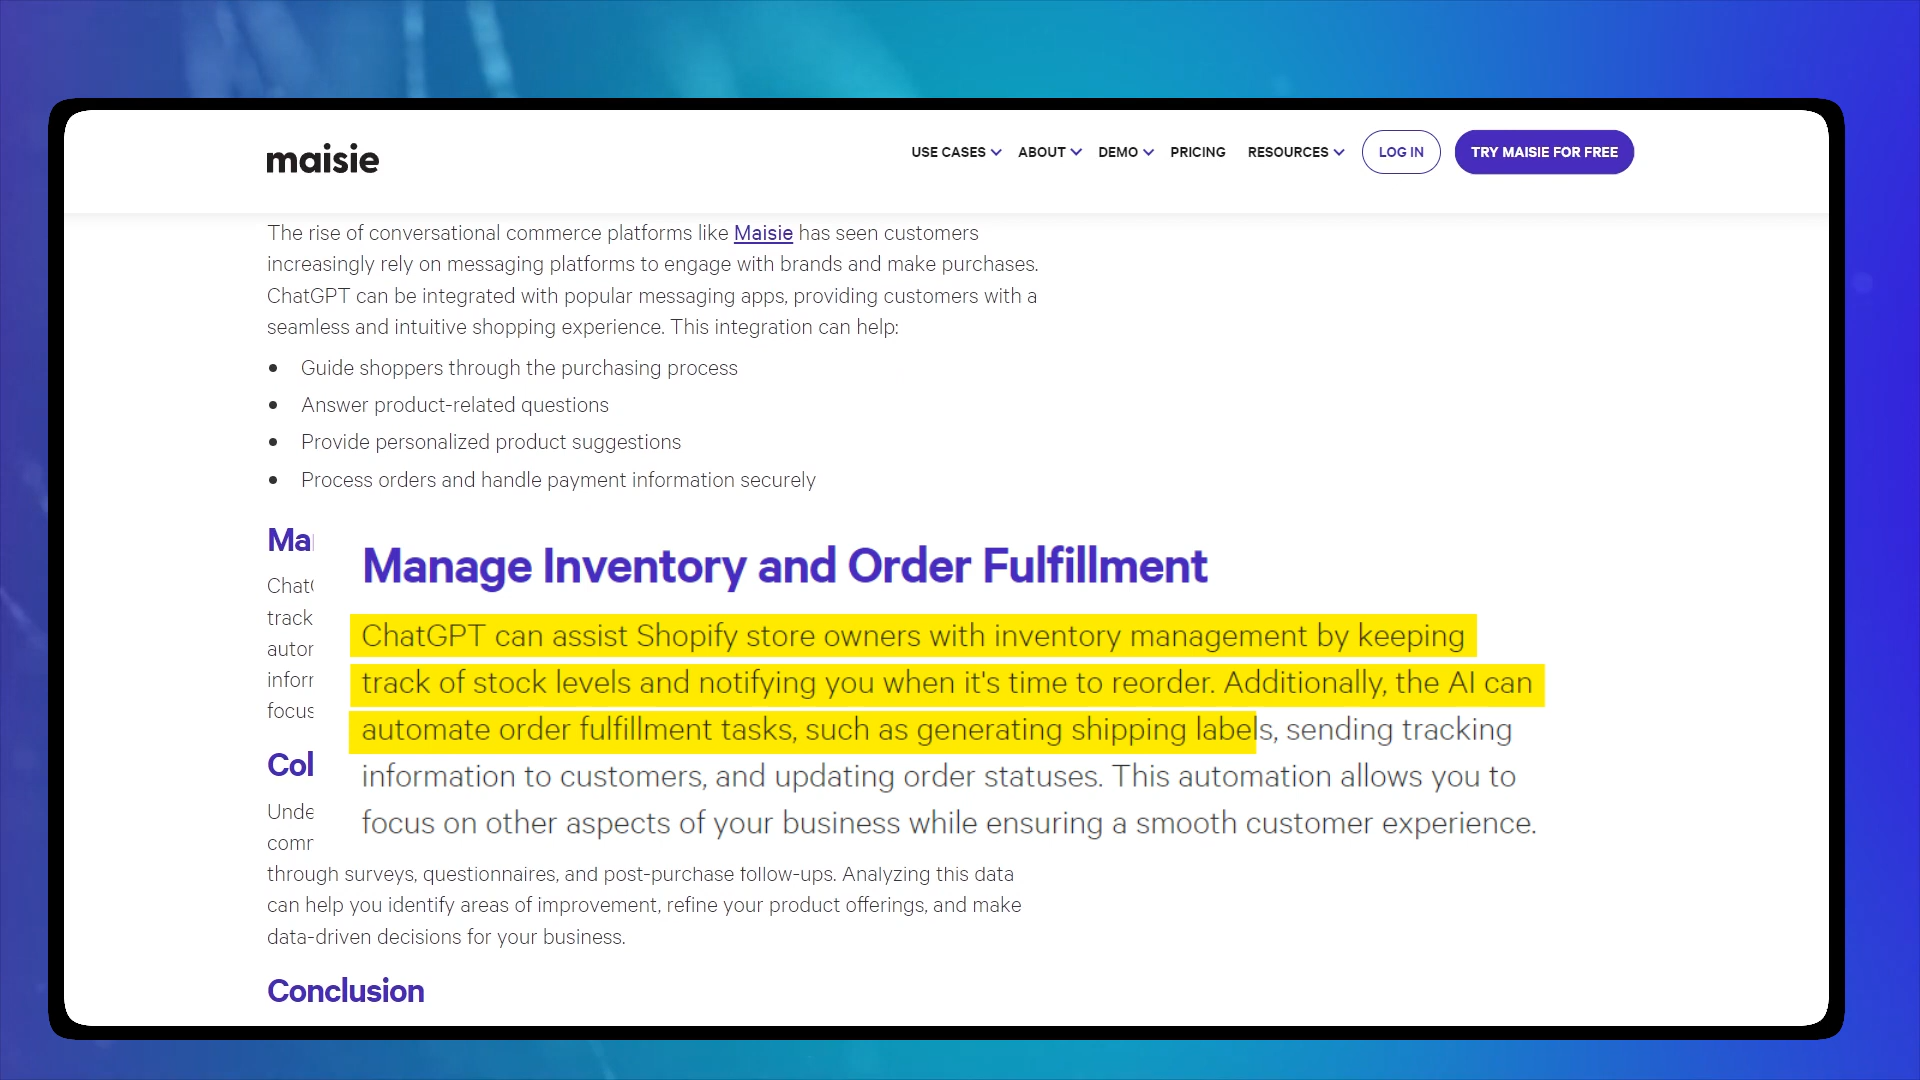 maisie
USE CASES
ABOUT
DEMO
PRICING
RESOURCES
LOG IN
TRY MAISIE FOR FREE
The rise of conversational commerce platforms like Maisie has seen customers
increasingly rely on messaging platforms to engage with brands and make purchases.
ChatGPT can be integrated with popular messaging apps, providing customers with a
seamless and intuitive shopping experience. This integration can help:
Guide shoppers through the purchasing process
Answer product-related questions
Provide personalized product suggestions
Process orders and handle payment information securely
Manage Inventory and Order Fulfillment
ChatGPT can assist Shopify store owners with inventory management by keeping
track of stock levels and notifying you when it's time to reorder. Additionally, the AI can
automate order fulfillment tasks, such as generating shipping labels, sending tracking
information to customers, and updating order statuses. This automation allows you to
focus on other aspects of your business while ensuring a smooth customer experience.
through surveys, questionnaires, and post-purchase follow-ups. Analyzing this data
can help you identify areas of improvement, refine your product offerings, and make
data-driven decisions for your business.
Conclusion